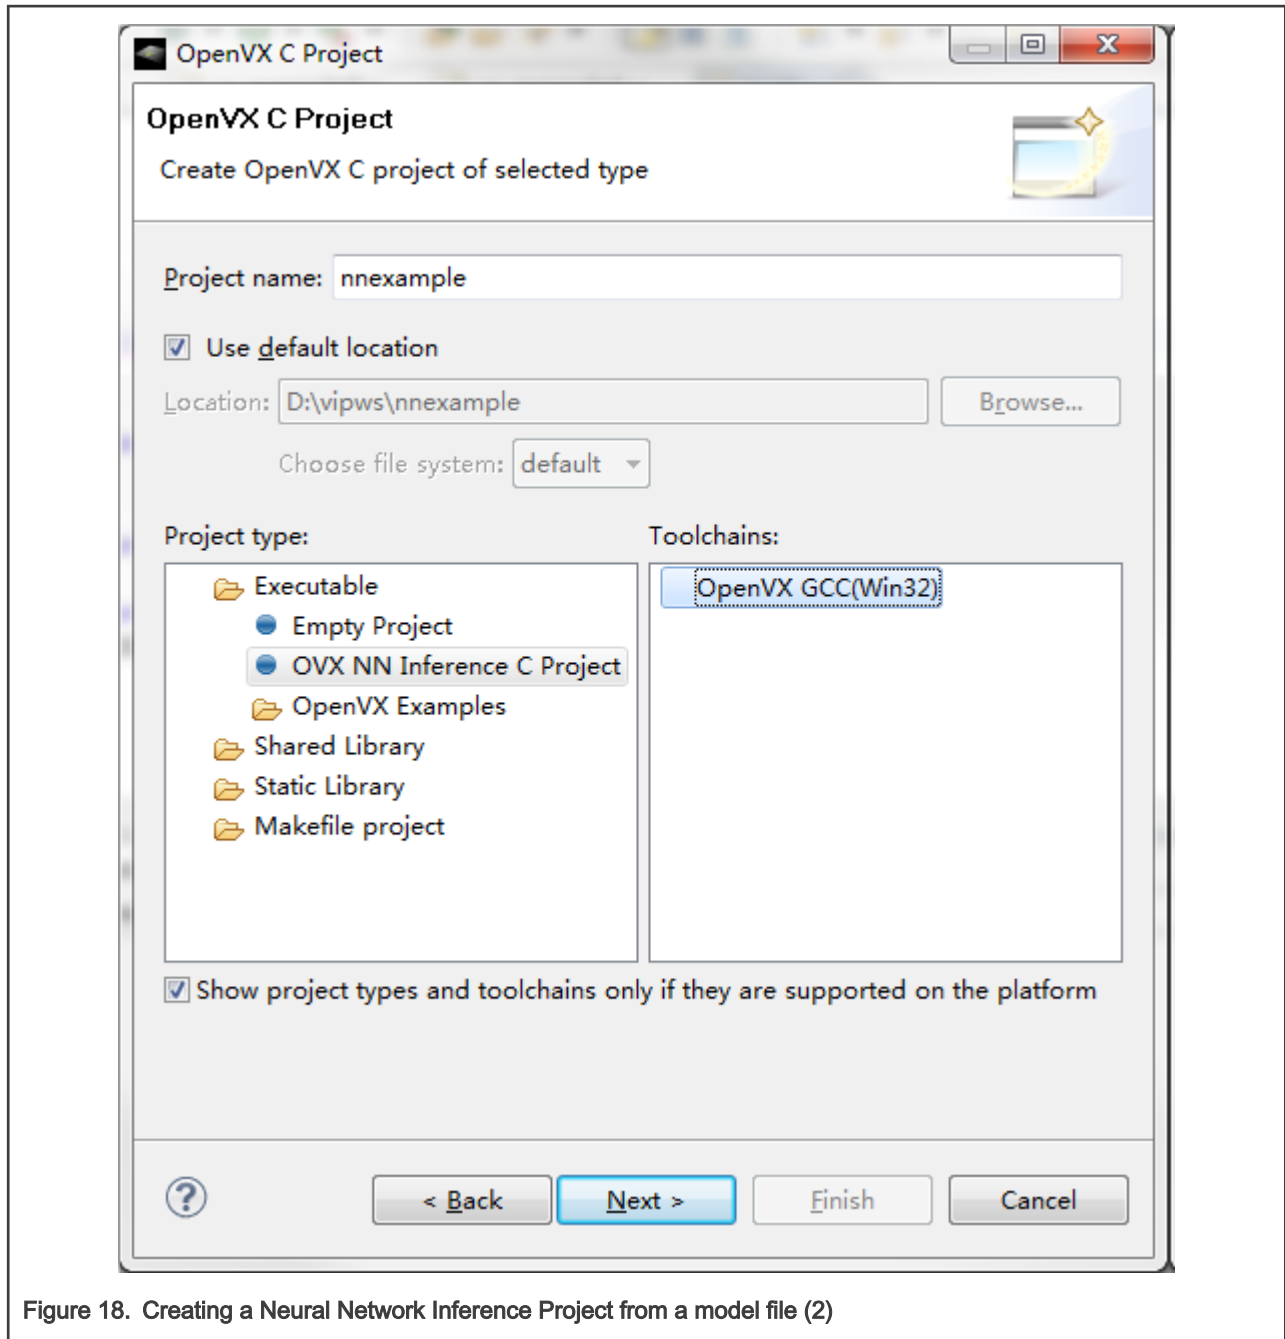 OpenVX C Project
OpenVX C Project
Create OpenVX C project of selected type
Project name: nnexample
Use default location
Location: D:\vipws\nnexample Browse...
Choose file system: default
Project type: Toolchains:
Executable OpenVX GCC(Win32)
Empty Project
OVX NN Inference C Project
OpenVX Examples
Shared Library
Static Library
Makefile project
Show project types and toolchains only if they are supported on the platform
? < Back Next > Finish Cancel
Figure 18. Creating a Neural Network Inference Project from a model file (2)